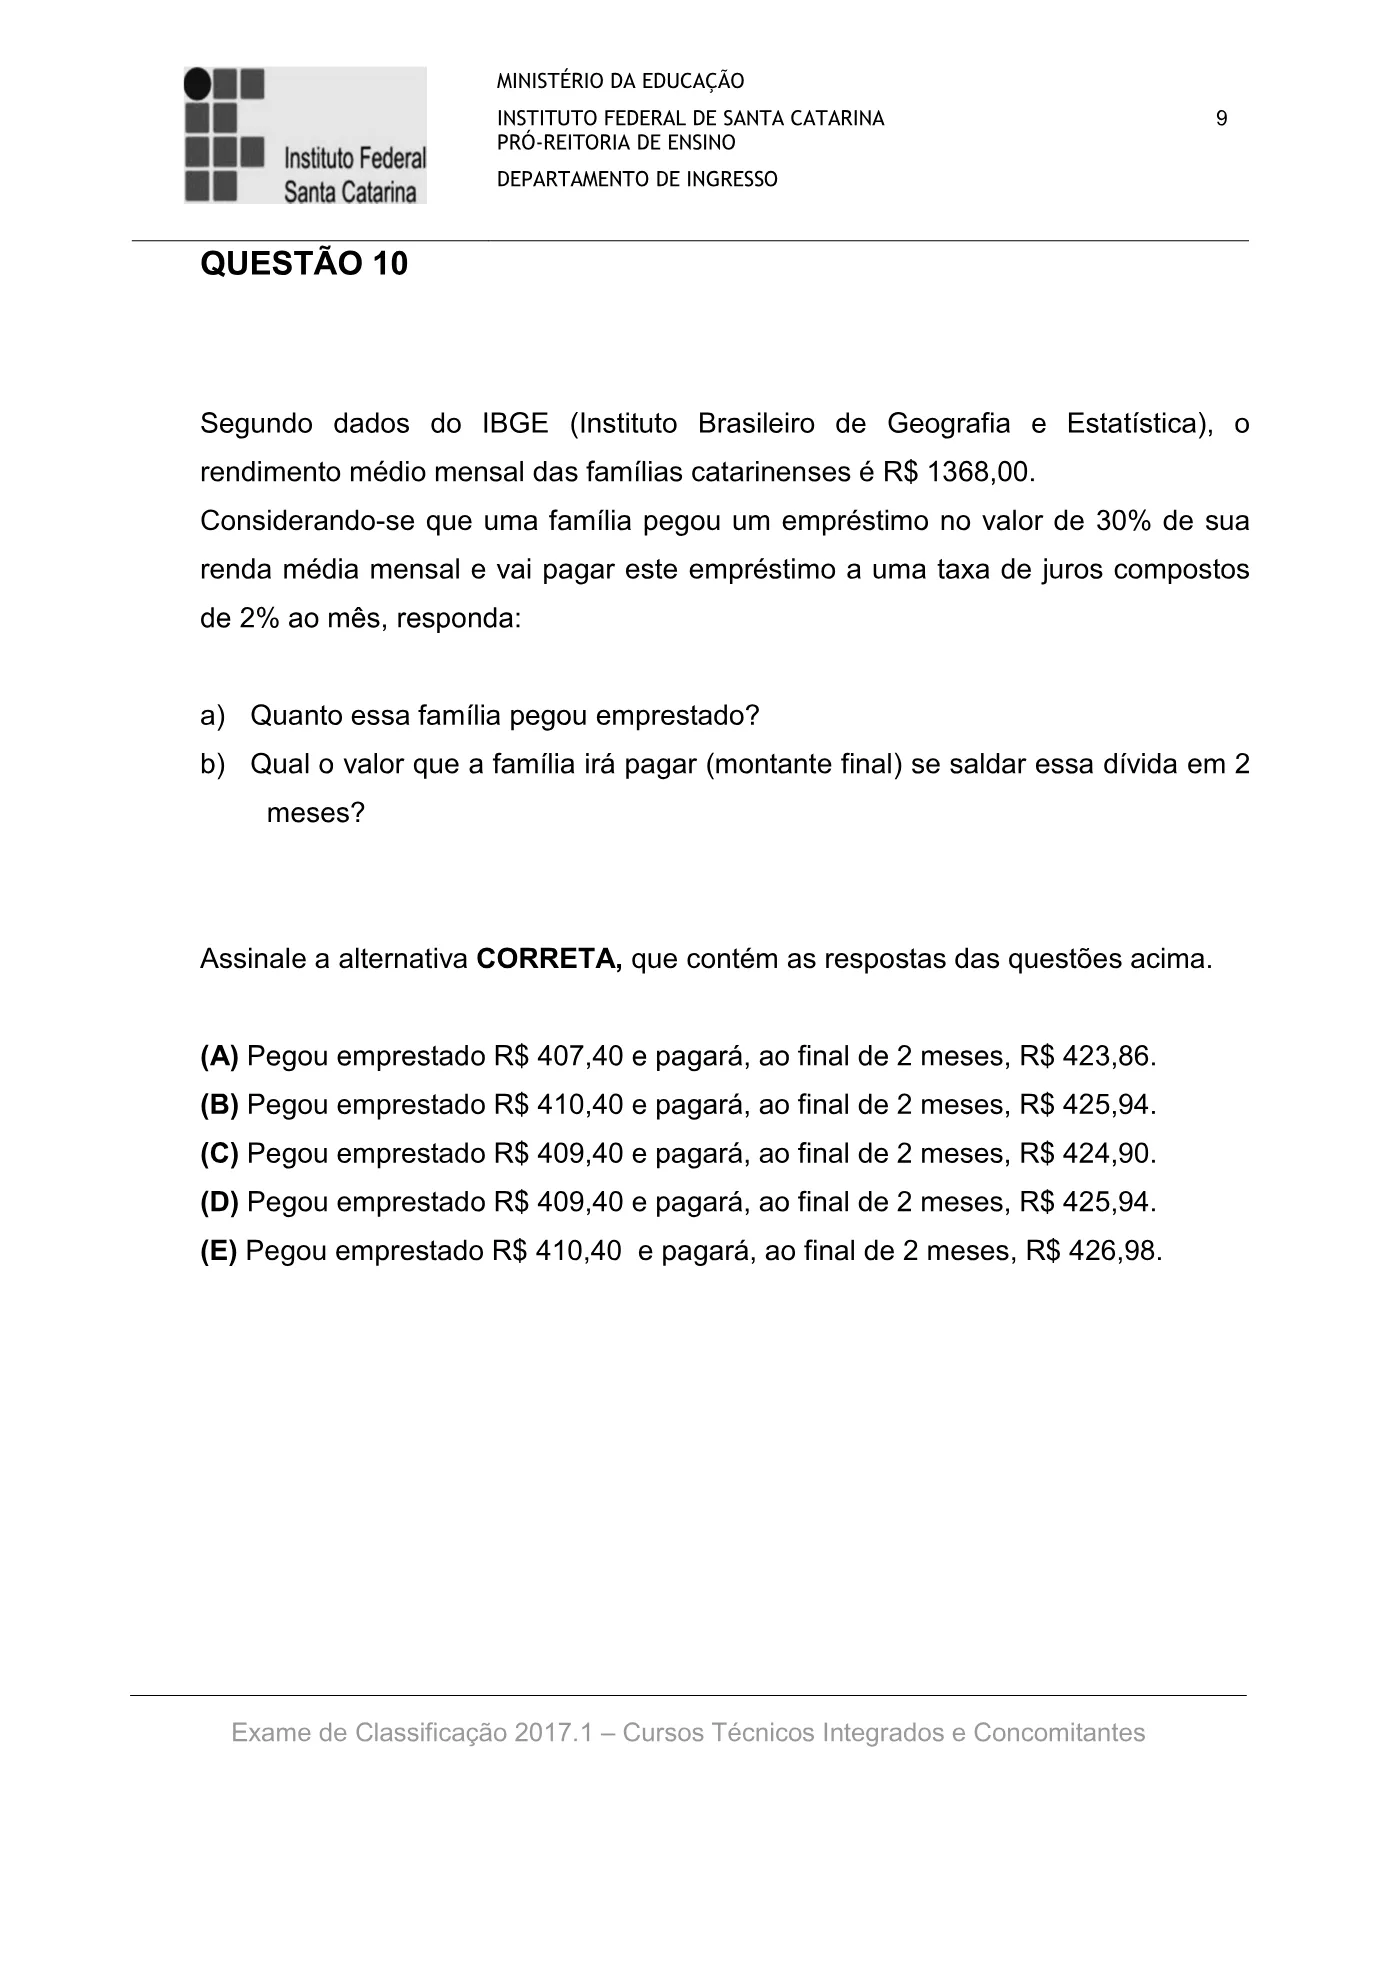 Instituto Federal
Santa Catarina
MINISTÉRIO DA EDUCAÇÃO
INSTITUTO FEDERAL DE SANTA CATARINA
PRÓ-REITORIA DE ENSINO
DEPARTAMENTO DE INGRESSO
9
QUESTÃO 10
Segundo dados do IBGE (Instituto Brasileiro de Geografia e Estatística), o
rendimento médio mensal das famílias catarinenses é R$ 1368,00.
Considerando-se que uma família pegou um empréstimo no valor de 30% de sua
renda média mensal e vai pagar este empréstimo a uma taxa de juros compostos
de 2% ao mês, responda:
a) Quanto essa família pegou emprestado?
b) Qual o valor que a família irá pagar (montante final) se saldar essa dívida em 2
meses?
Assinale a alternativa CORRETA, que contém as respostas das questões acima.
(A) Pegou emprestado R$ 407,40 e pagará, ao final de 2 meses, R$ 423,86.
(B) Pegou emprestado R$ 410,40 e pagará, ao final de 2 meses, R$ 425,94.
(C) Pegou emprestado R$ 409,40 e pagará, ao final de 2 meses, R$ 424,90.
(D) Pegou emprestado R$ 409,40 e pagará, ao final de 2 meses, R$ 425,94.
(E) Pegou emprestado R$ 410,40 e pagará, ao final de 2 meses, R$ 426,98.
Exame de Classificação 2017.1 – Cursos Técnicos Integrados e Concomitantes